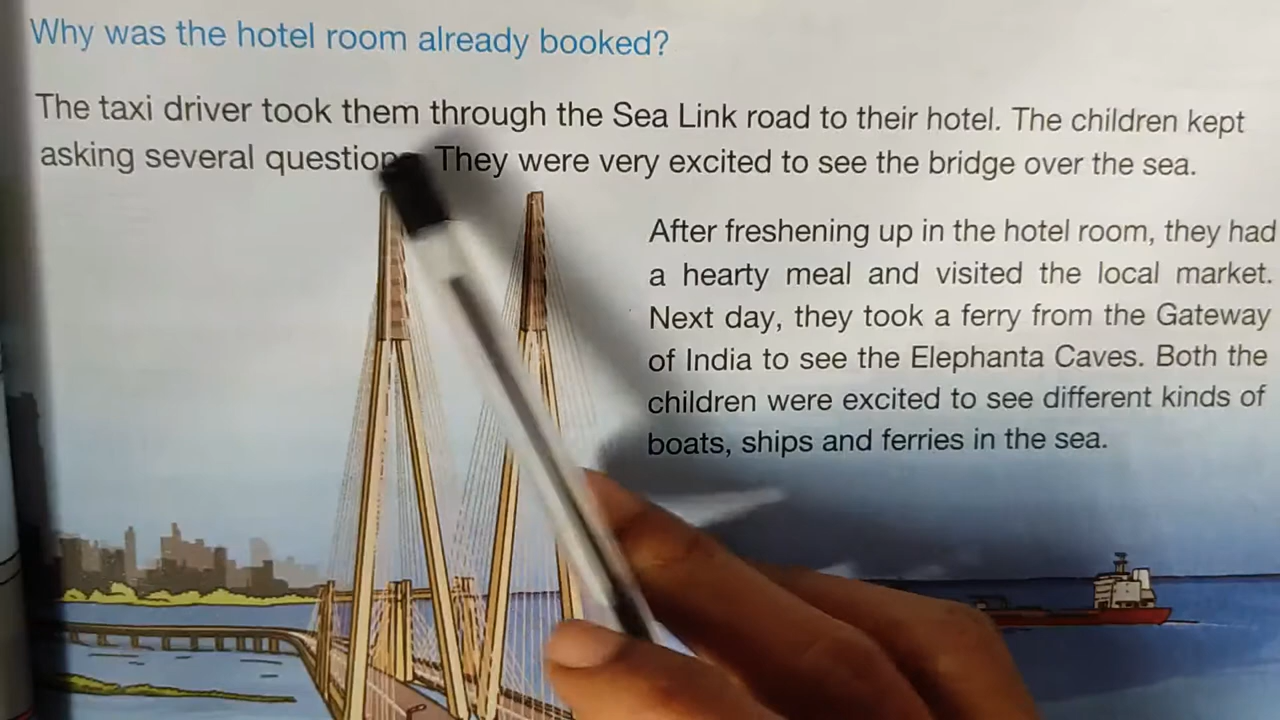 Why was the hotel room already booked?
The taxi driver took them through the Sea Link road to their hotel. The children kept
asking several question They were very excited to see the bridge over the sea.
After freshening up in the hotel room, they had
a hearty meal and visited the local market.
Next day, they took a ferry from the Gateway
of India to see the Elephanta Caves. Both the
children were excited to see different kinds of
boats, ships and ferries in the sea.